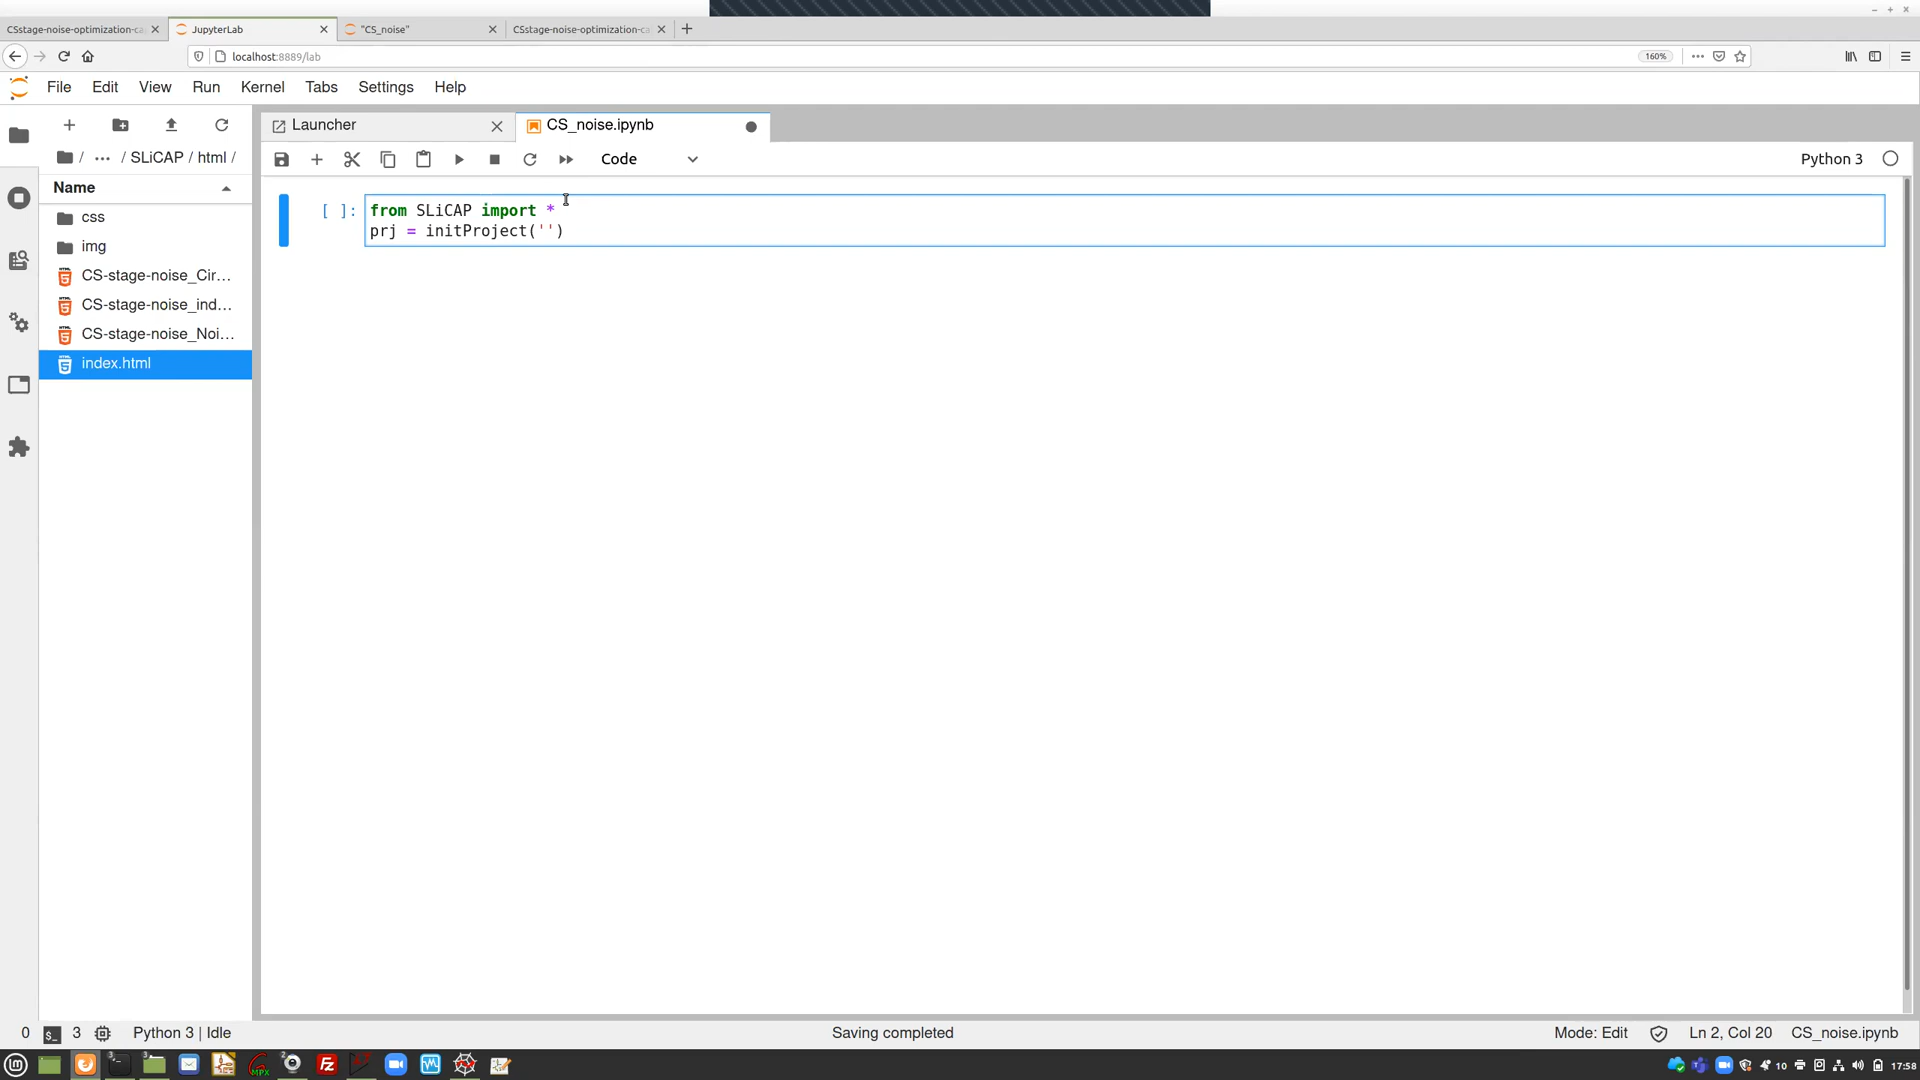 CSstage-noise-optimization-ca
JupyterLab
"CS_noise"
CSstage-noise-optimization-ca
localhost:8889/lab
160%
File Edit View Run Kernel Tabs Settings Help
Launcher
CS_noise.ipynb
/ ··· / SLiCAP / html /
Code
Python 3
Name
css
img
CS-stage-noise_Cir...
CS-stage-noise_ind...
CS-stage-noise_Noi...
index.html
[ ]:
from SLiCAP import *
prj = initProject('')
0
3
Python 3 | Idle
Saving completed
Mode: Edit
Ln 2, Col 20
CS_noise.ipynb
10
17:58